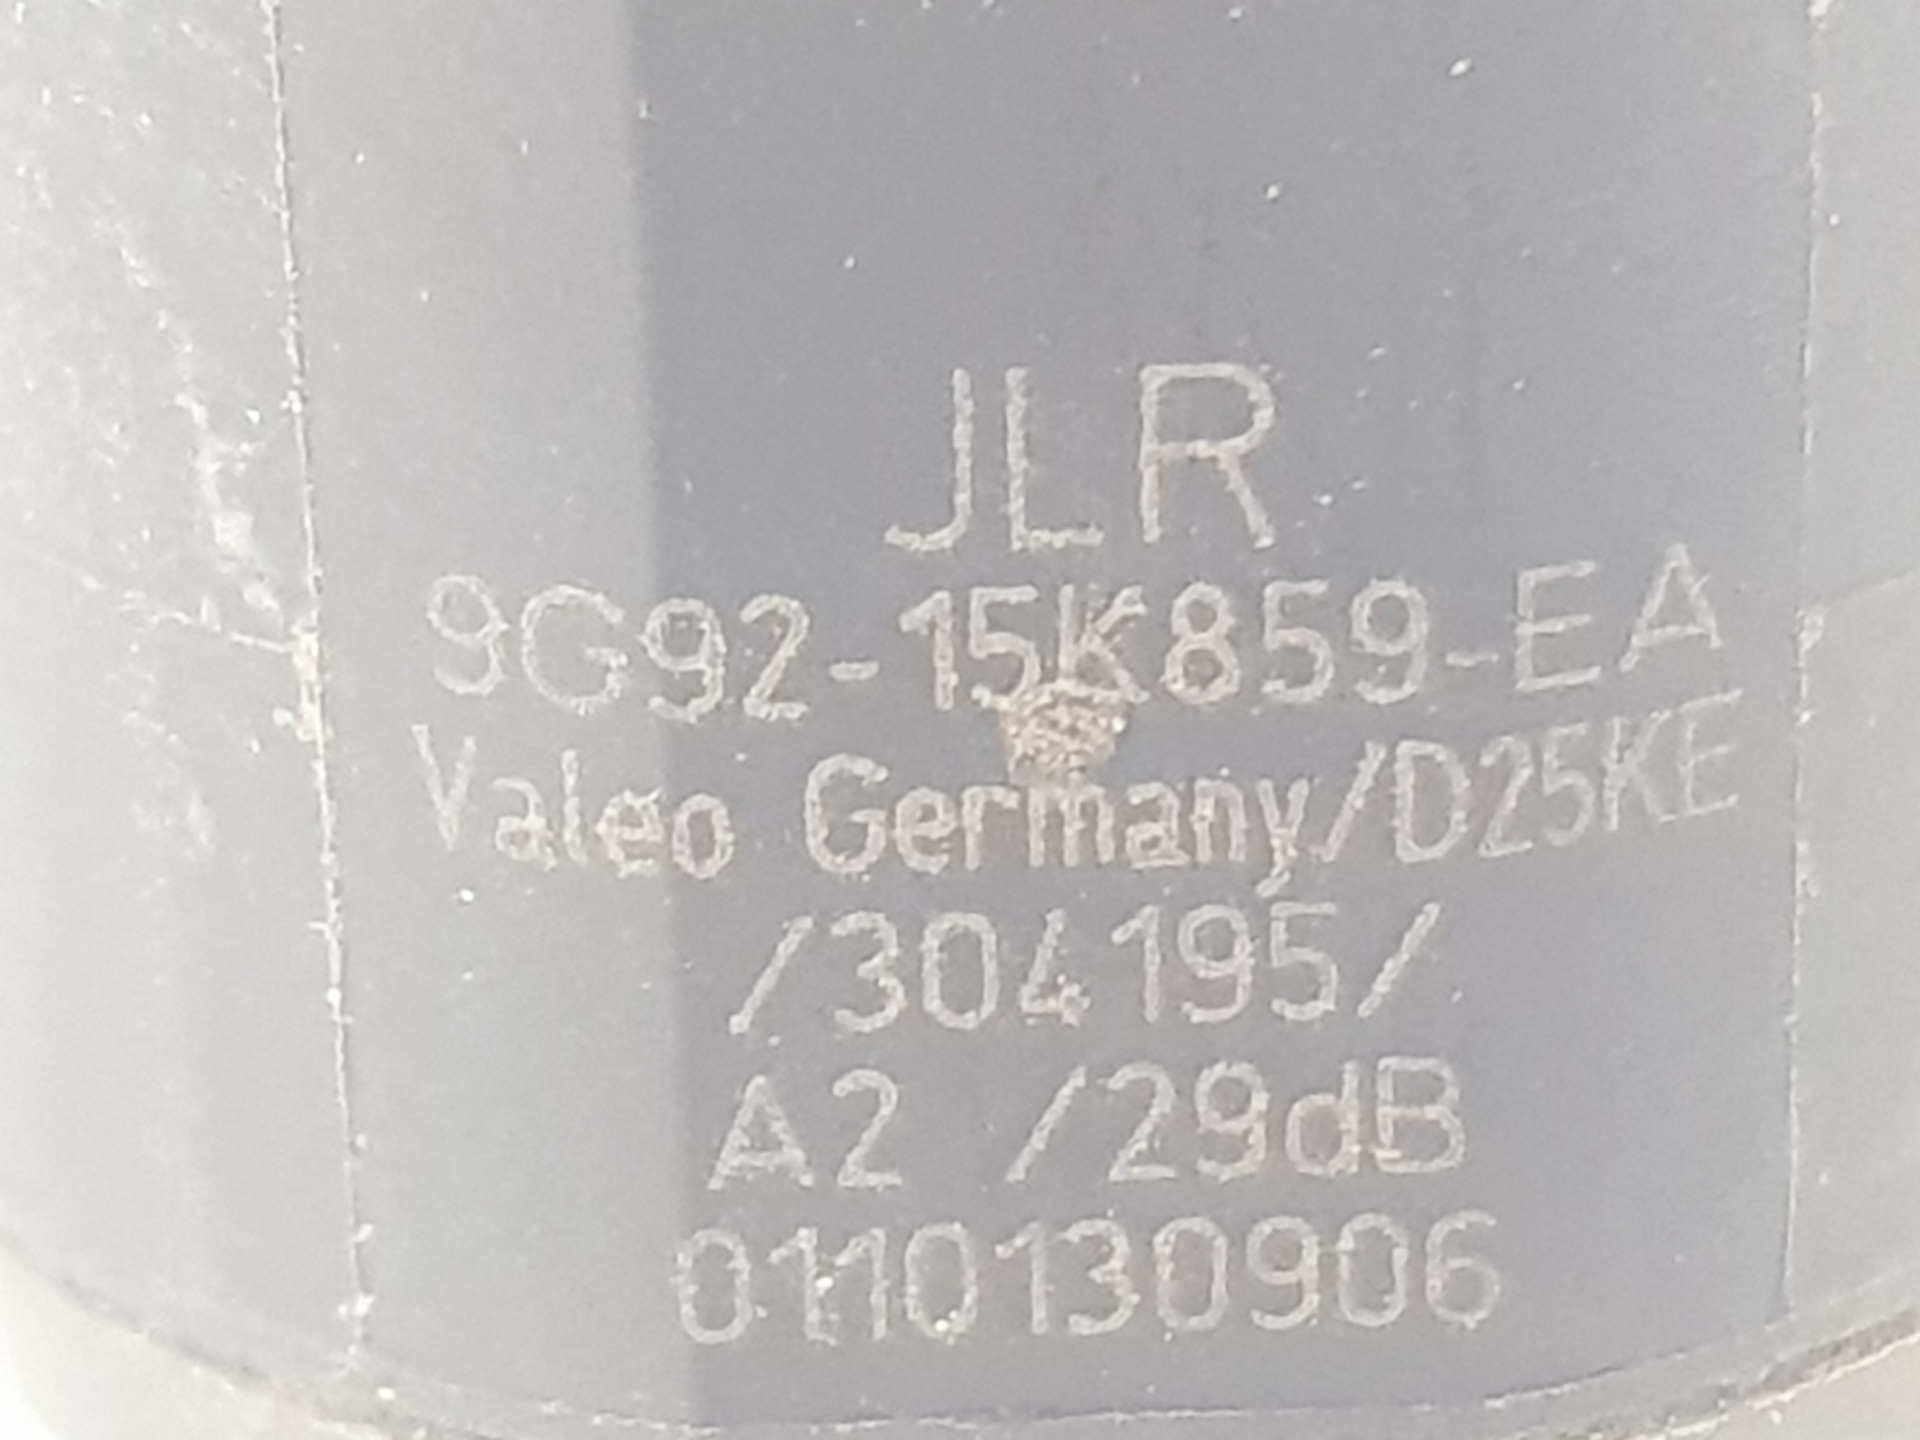 JLR
9G92-15K859-EA
Valeo Germany/D25KE
/304195/
A2 /29dB
0110130906